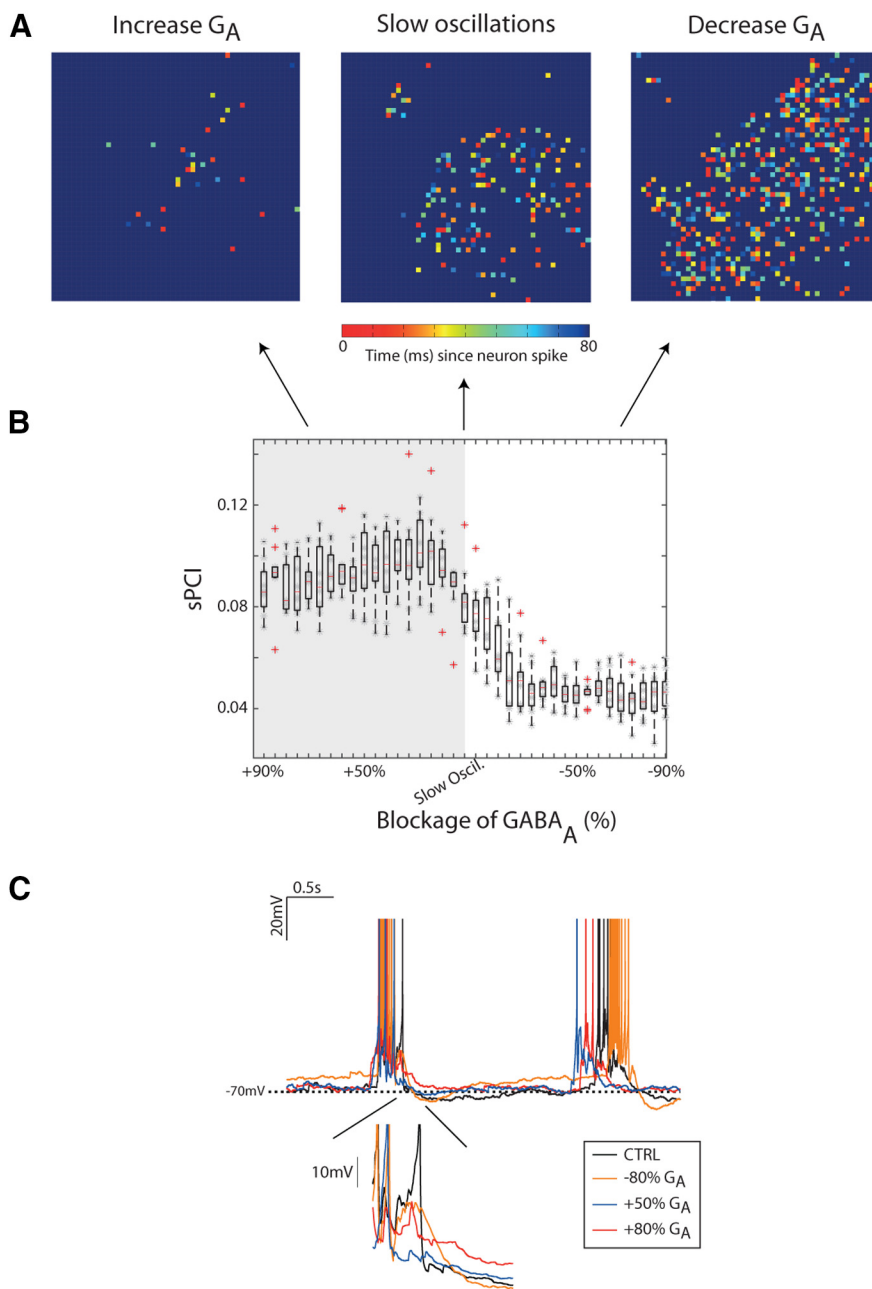 A
Increase GA
Slow oscillations
Decrease GA
0
80
Time (ms) since neuron spike
B
sPCI
0.12
0.08
0.04
+90%
+50%
Slow Oscil.
-50%
-90%
Blockage of GABAA (%)
C
0.5s
20mV
-70mV
10mV
CTRL
-80% GA
+50% GA
+80% GA